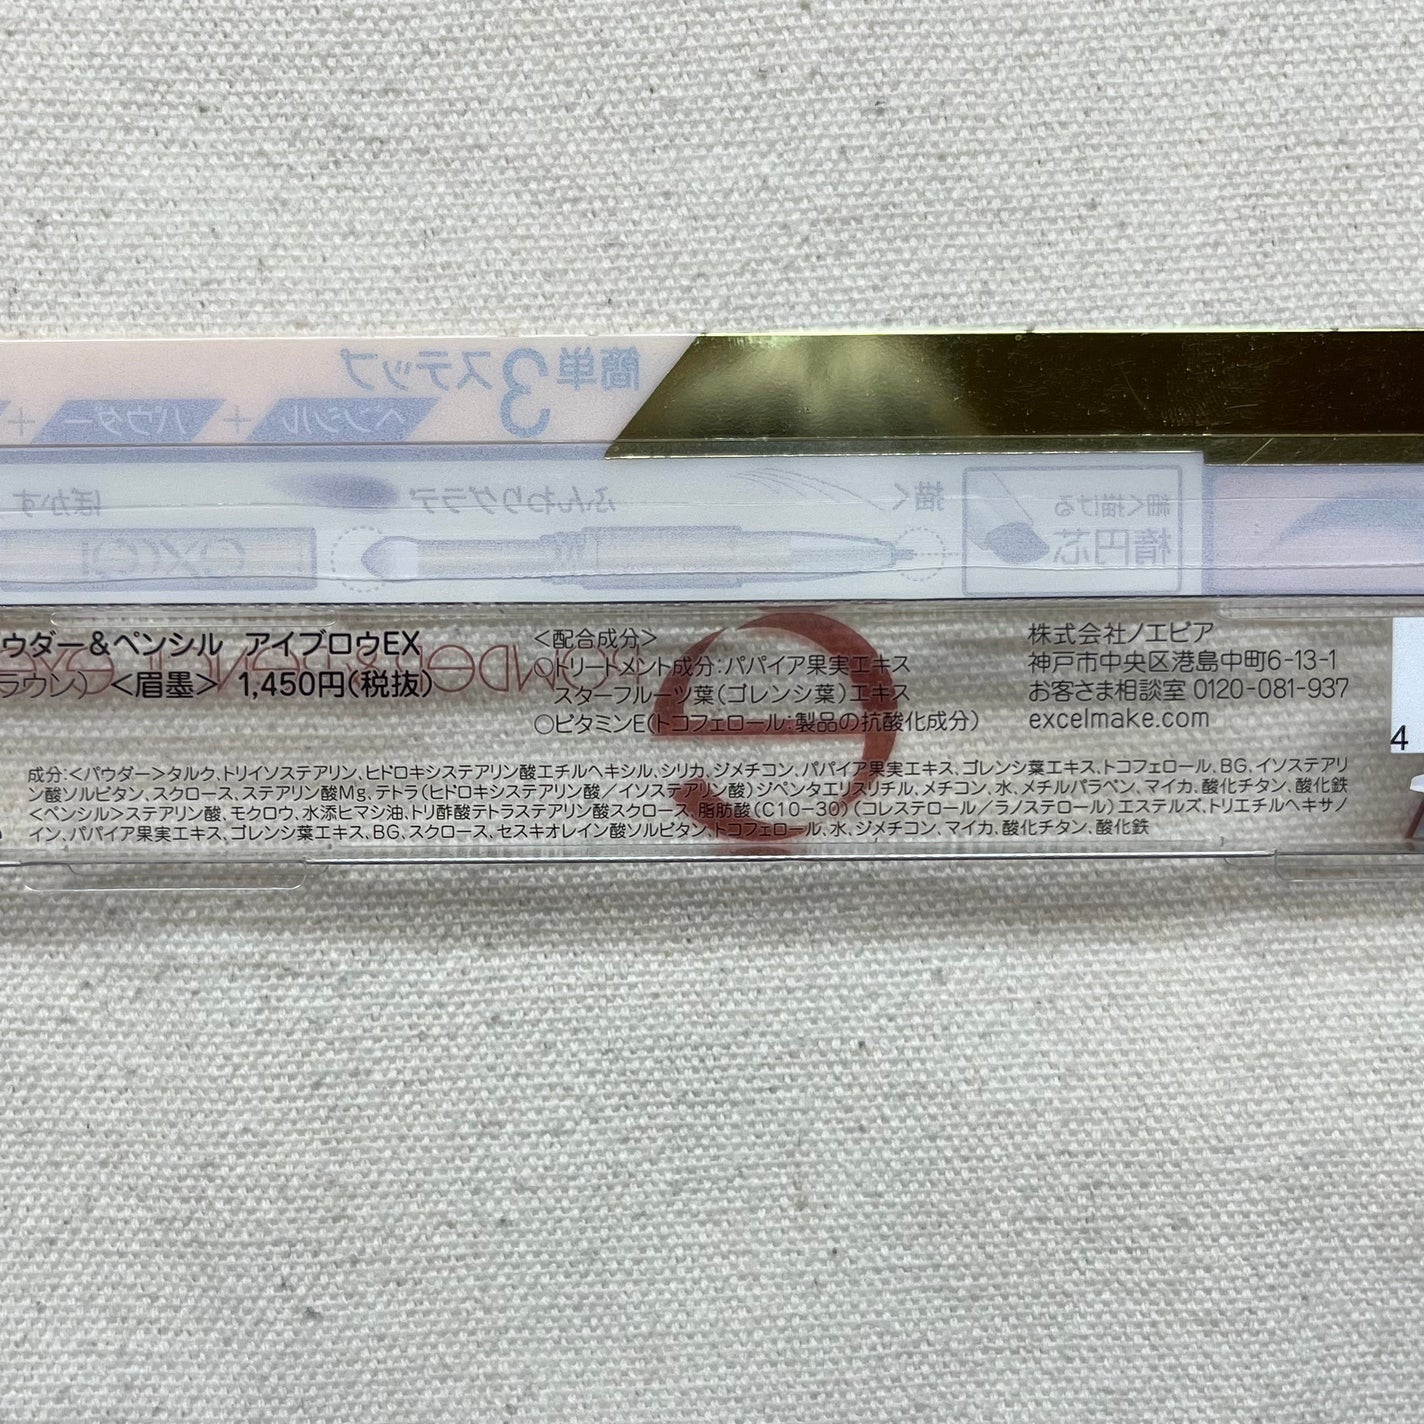 簡単3ステップ
ペンシル + パウダー +
細く描ける
楕円芯
描く
ふんわりグラデ
ぼかす
excel
ウダー&ペンシル アイブロウEX
ラウン) <眉墨> 1,450円(税抜)
<配合成分>
○トリートメント成分:パパイア果実エキス
スターフルーツ葉(ゴレンシ葉)エキス
○ビタミンE(トコフェロール:製品の抗酸化成分)
株式会社ノエビア
神戸市中央区港島中町6-13-1
お客さま相談室 0120-081-937
excelmake.com
4
成分:<パウダー>タルク、トリイソステアリン、ヒドロキシステアリン酸エチルヘキシル、シリカ、ジメチコン、パパイア果実エキス、ゴレンシ葉エキス、トコフェロール、BG、イソステアリ
ン酸ソルビタン、スクロース、ステアリン酸Mg、テトラ(ヒドロキシステアリン酸/イソステアリン酸)ジペンタエリスリチル、メチコン、水、メチルパラベン、マイカ、酸化チタン、酸化鉄
<ペンシル>ステアリン酸、モクロウ、水添ヒマシ油、トリ酢酸テトラステアリン酸スクロース、脂肪酸(C10-30)(コレステロール/ラノステロール)エステルズ、トリエチルヘキサノ
イン、パパイア果実エキス、ゴレンシ葉エキス、BG、スクロース、セスキオレイン酸ソルビタン、トコフェロール、水、ジメチコン、マイカ、酸化チタン、酸化鉄